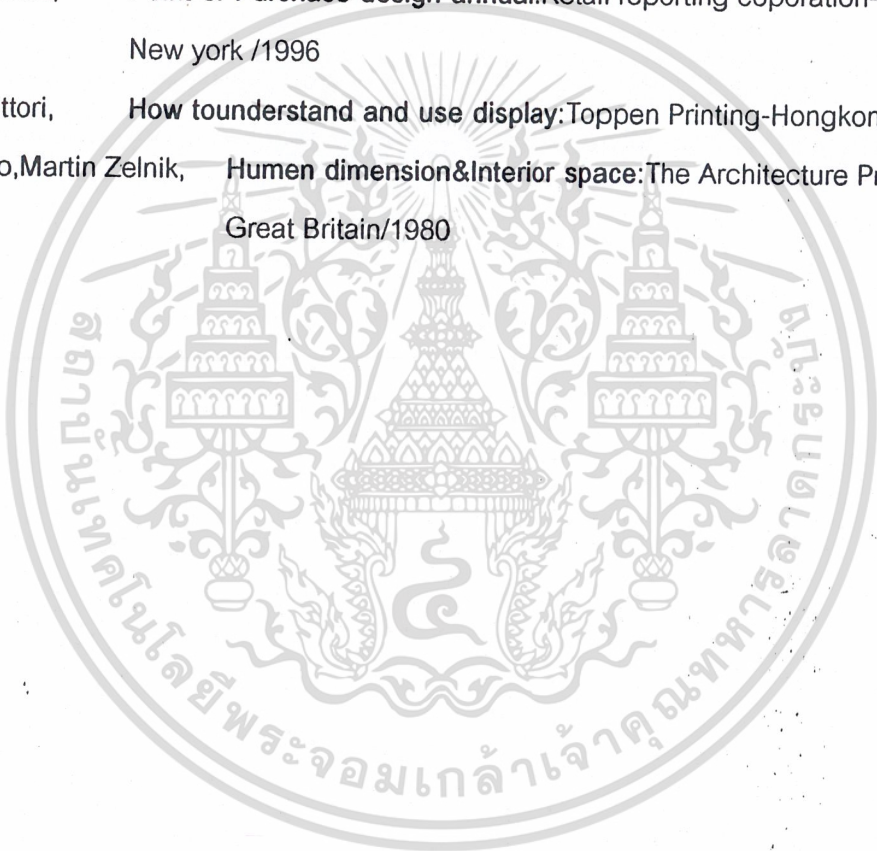 New york /1996
How tounderstand and use display:Toppen Printing-Hongkon
Martin Zelnik, Humen dimension&Interior space:The Architecture
Great Britain/1980
สถาบันเทคโนโลยีพระจอมเกล้าเจ้าคุณทหารลาดกระบัง